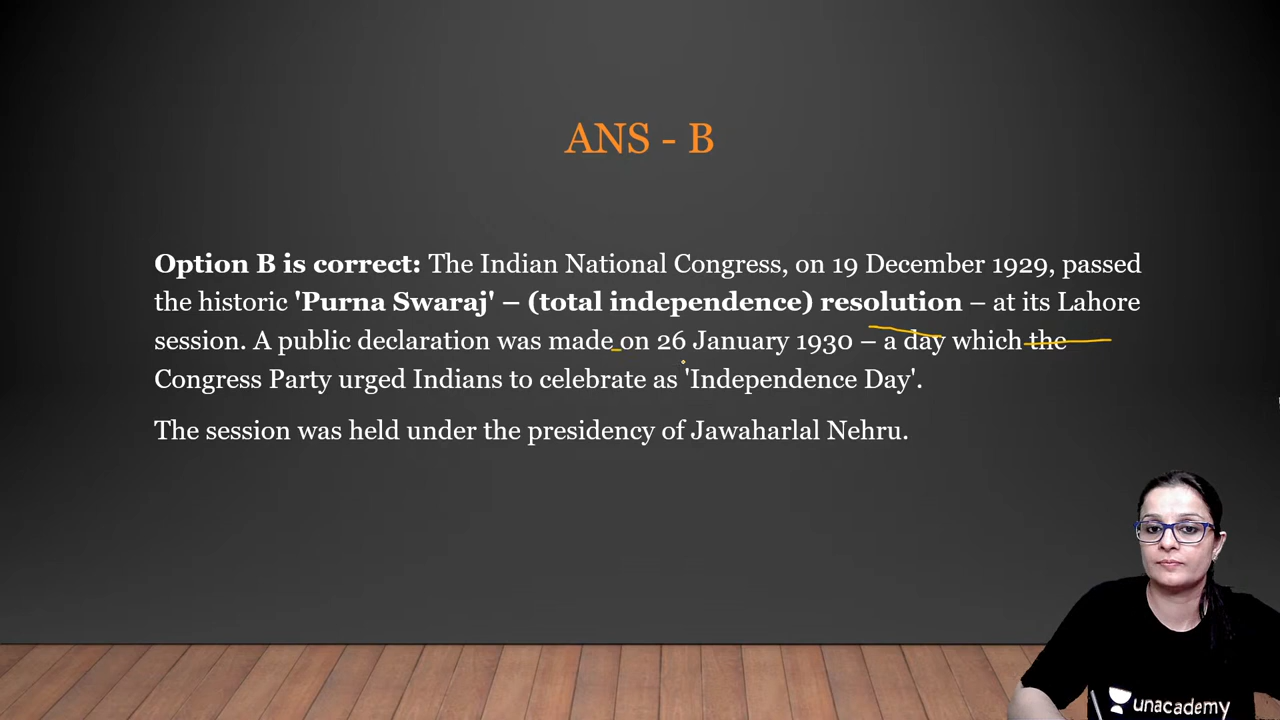 ANS - B
Option B is correct: The Indian National Congress, on 19 December 1929, passed
the historic 'Purna Swaraj' – (total independence) resolution – at its Lahore
session. A public declaration was made on 26 January 1930 – a day which the
Congress Party urged Indians to celebrate as 'Independence Day'.
The session was held under the presidency of Jawaharlal Nehru.
unacademy